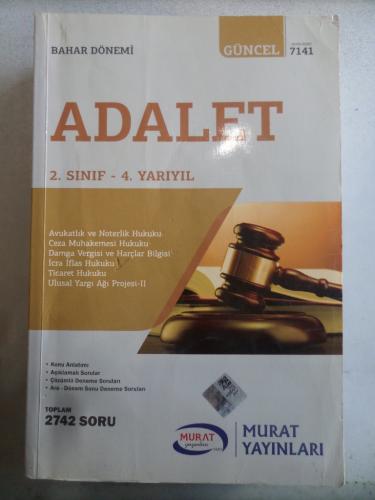 BAHAR DÖNEMİ
GÜNCEL
7141
ADALET
2. SINIF - 4. YARIYIL
Avukatlık ve Noterlik Hukuku
Ceza Muhakemesi Hukuku
Damga Vergisi ve Harçlar Bilgisi
İcra İflas Hukuku
Ticaret Hukuku
Ulusal Yargı Ağı Projesi-II
• Konu Anlatımı
• Açıklamalı Sorular
• Çözümlü Deneme Soruları
• Ara - Dönem Sonu Deneme Soruları
TOPLAM
2742 SORU
MURAT
yayınları
MURAT
YAYINLARI